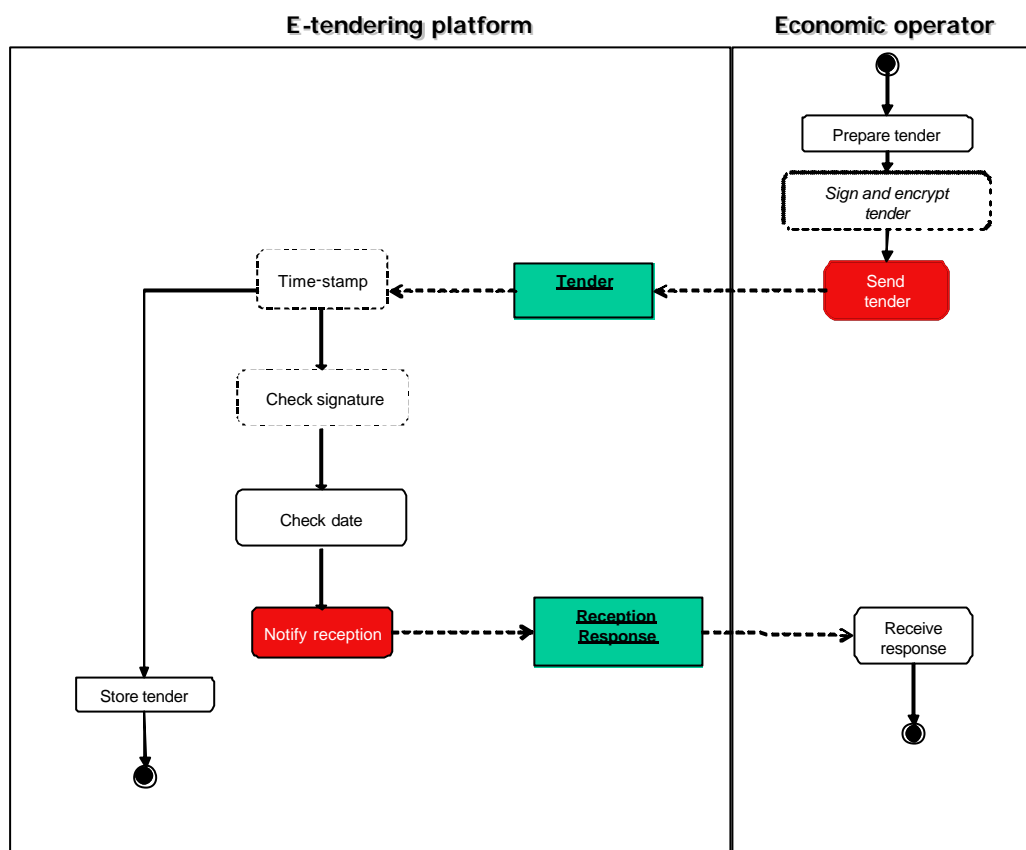 E-tendering platform
Economic operator
Prepare tender
Sign and encrypt
tender
Time-stamp
Tender
Send
tender
Check signature
Check date
Notify reception
Reception
Response
Receive
response
Store tender